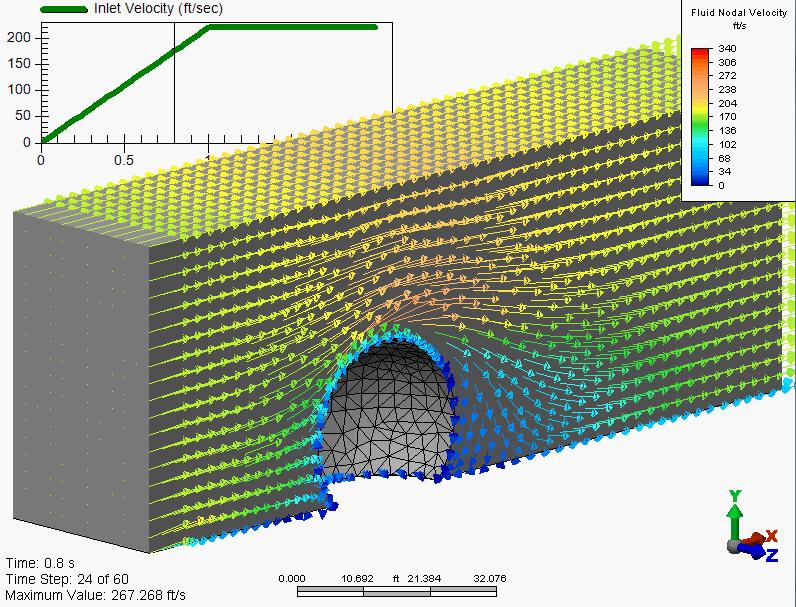 Inlet Velocity (ft/sec)
200
150
100
50
0
0
0.5
1
Fluid Nodal Velocity
ft/s
340
306
272
238
204
170
136
102
68
34
0
Y
X
Z
Time: 0.8 s
Time Step: 24 of 60
Maximum Value: 267.268 ft/s
0.000 10.692 ft 21.384 32.076